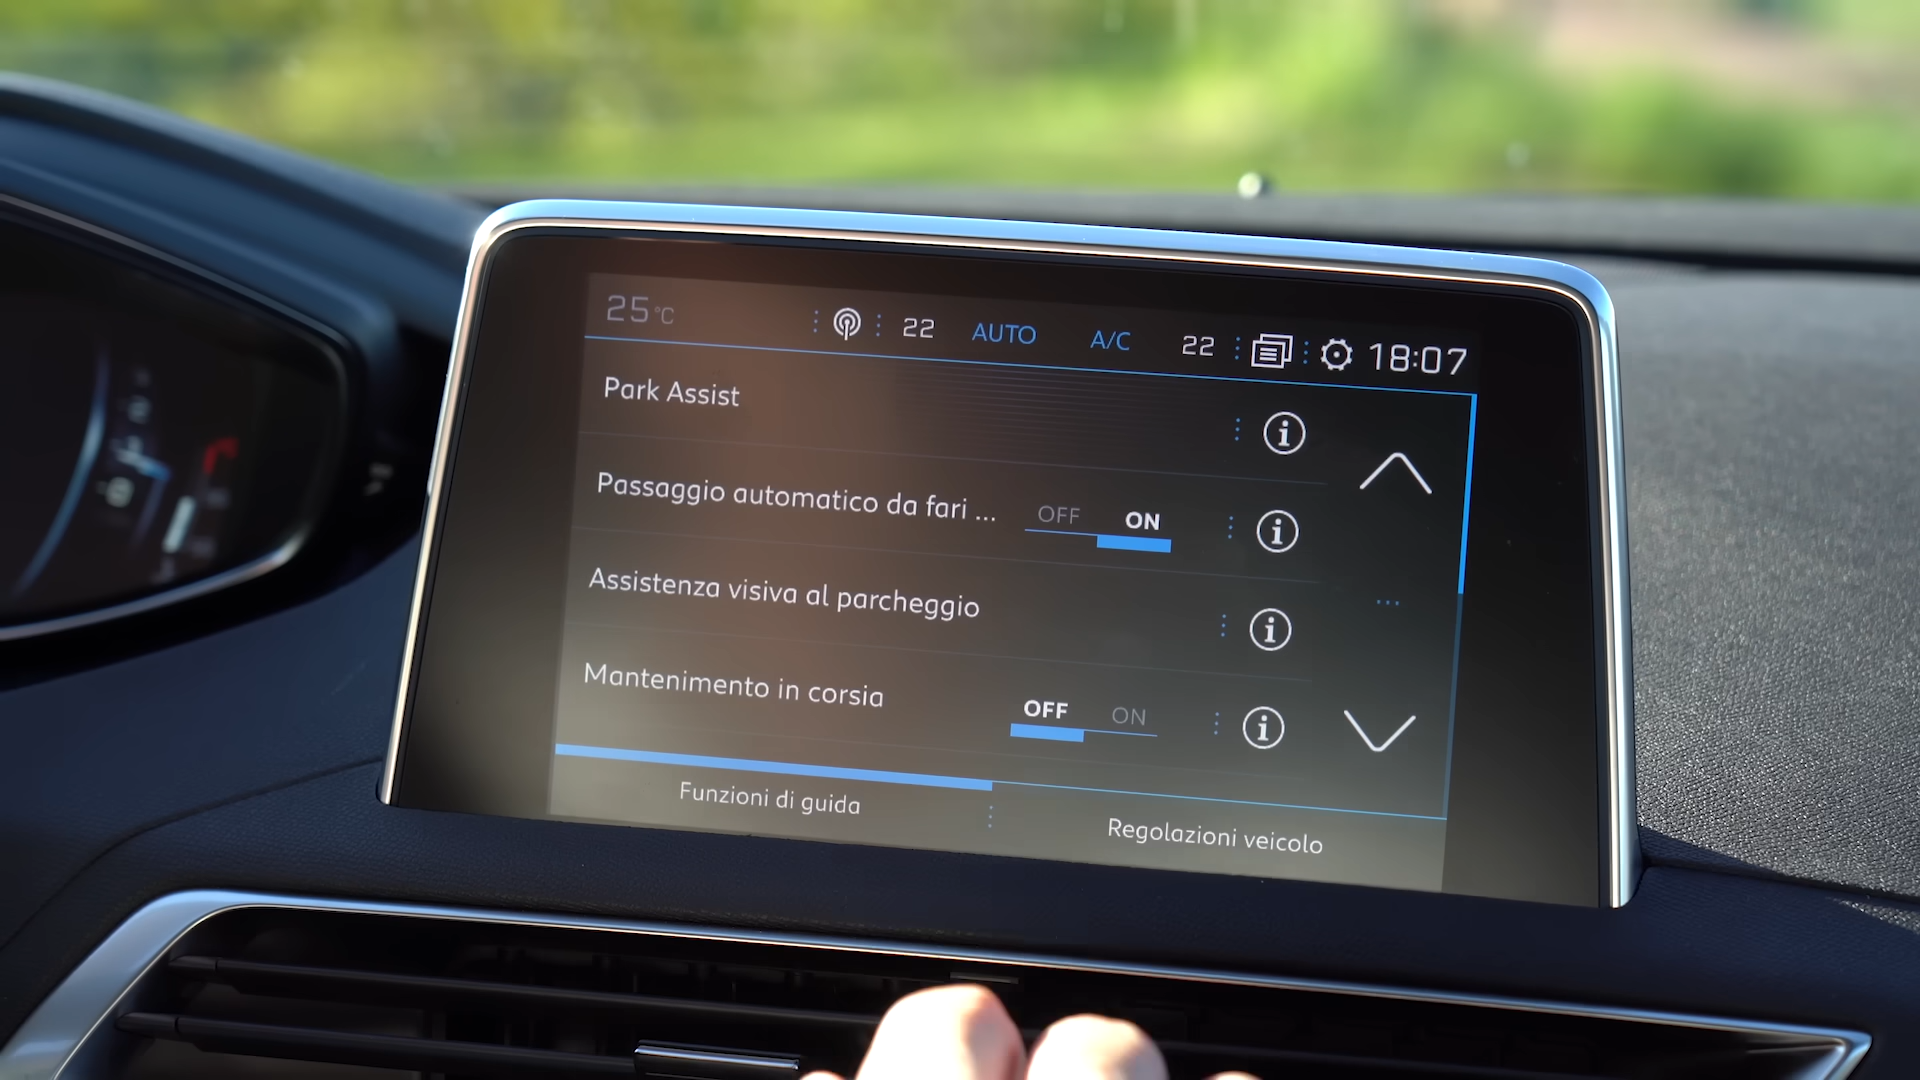 25 °C 22 AUTO A/C 22 18:07
Park Assist
Passaggio automatico da fari ... OFF ON
Assistenza visiva al parcheggio
Mantenimento in corsia OFF ON
Funzioni di guida Regolazioni veicolo